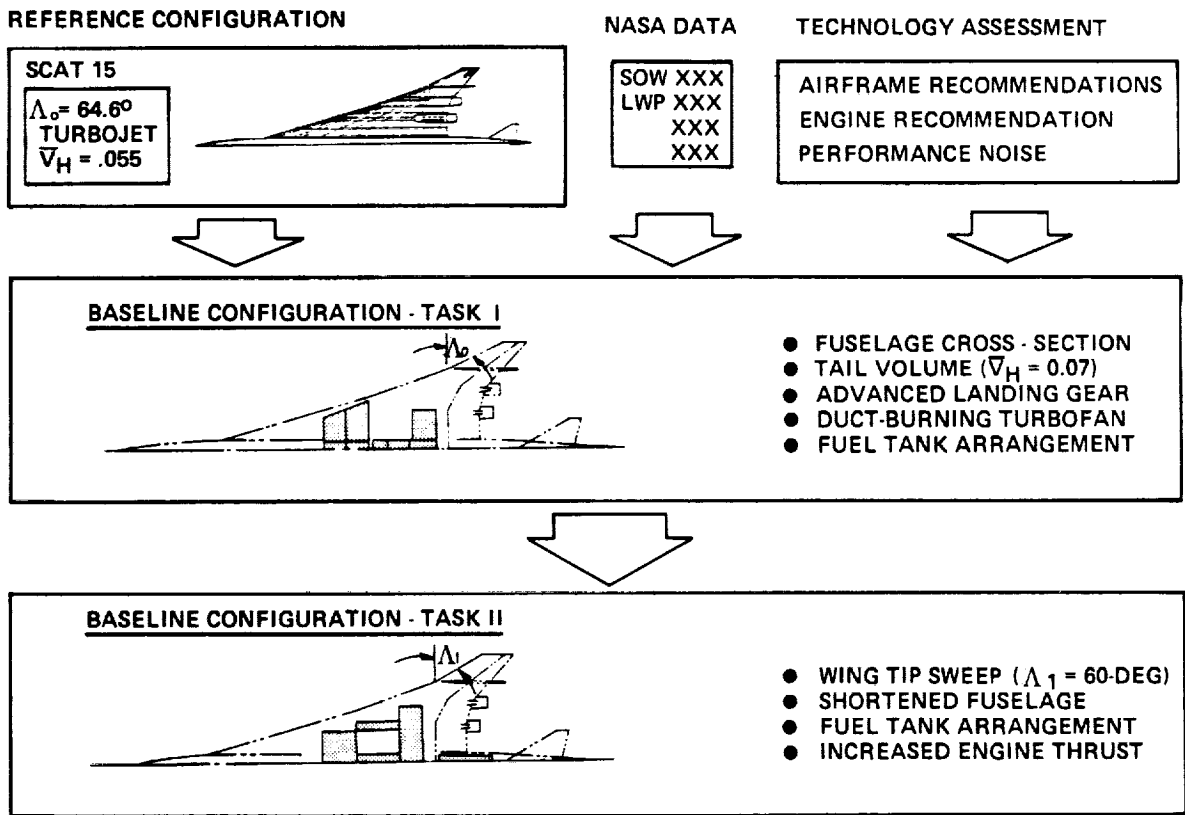 REFERENCE CONFIGURATION
NASA DATA
TECHNOLOGY ASSESSMENT
SCAT 15
Λₒ= 64.6º
TURBOJET
V̅H = .055
SOW XXX
LWP XXX
XXX
XXX
AIRFRAME RECOMMENDATIONS
ENGINE RECOMMENDATION
PERFORMANCE NOISE
BASELINE CONFIGURATION - TASK I
Λₒ
● FUSELAGE CROSS - SECTION
● TAIL VOLUME (V̅H = 0.07)
● ADVANCED LANDING GEAR
● DUCT-BURNING TURBOFAN
● FUEL TANK ARRANGEMENT
BASELINE CONFIGURATION - TASK II
Λ₁
● WING TIP SWEEP (Λ₁ = 60-DEG)
● SHORTENED FUSELAGE
● FUEL TANK ARRANGEMENT
● INCREASED ENGINE THRUST